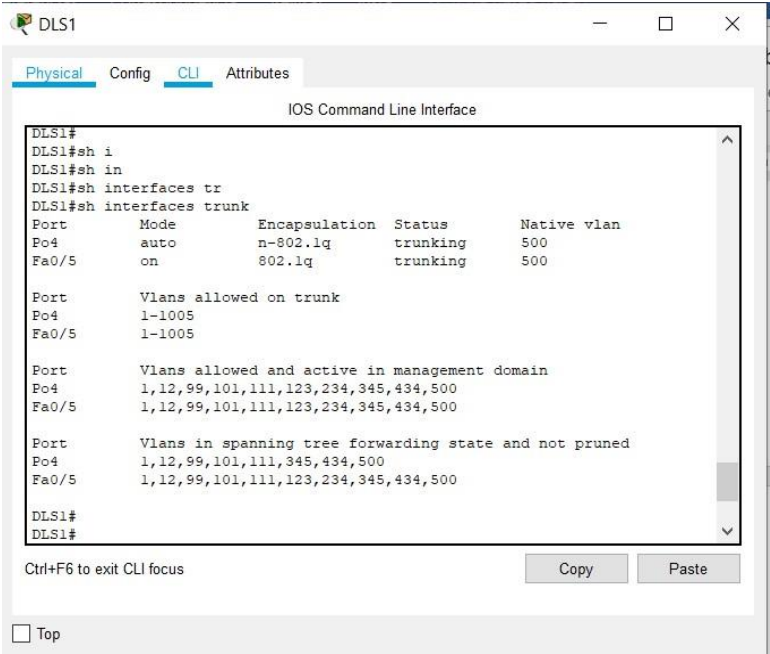 DLS1
Physical Config CLI Attributes
IOS Command Line Interface
DLS1#
DLS1#sh i
DLS1#sh in
DLS1#sh interfaces tr
DLS1#sh interfaces trunk
Port Mode Encapsulation Status Native vlan
Po4 auto n-802.1q trunking 500
Fa0/5 on 802.1q trunking 500
Port Vlans allowed on trunk
Po4 1-1005
Fa0/5 1-1005
Port Vlans allowed and active in management domain
Po4 1,12,99,101,111,123,234,345,434,500
Fa0/5 1,12,99,101,111,123,234,345,434,500
Port Vlans in spanning tree forwarding state and not pruned
Po4 1,12,99,101,111,345,434,500
Fa0/5 1,12,99,101,111,123,234,345,434,500
DLS1#
DLS1#
Ctrl+F6 to exit CLI focus Copy Paste
Top